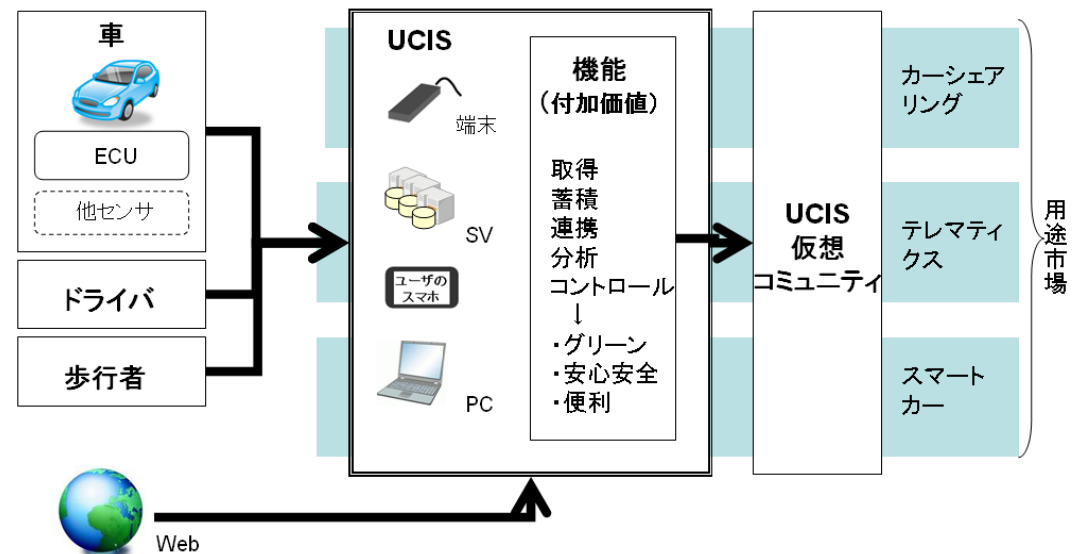 車
ECU
他センサ
ドライバ
歩行者
Web
UCIS
端末
SV
ユーザの
スマホ
PC
機能
(付加価値)
取得
蓄積
連携
分析
コントロール
↓
・グリーン
・安心安全
・便利
UCIS
仮想
コミュニティ
カーシェア
リング
テレマティ
クス
スマート
カー
用途市場